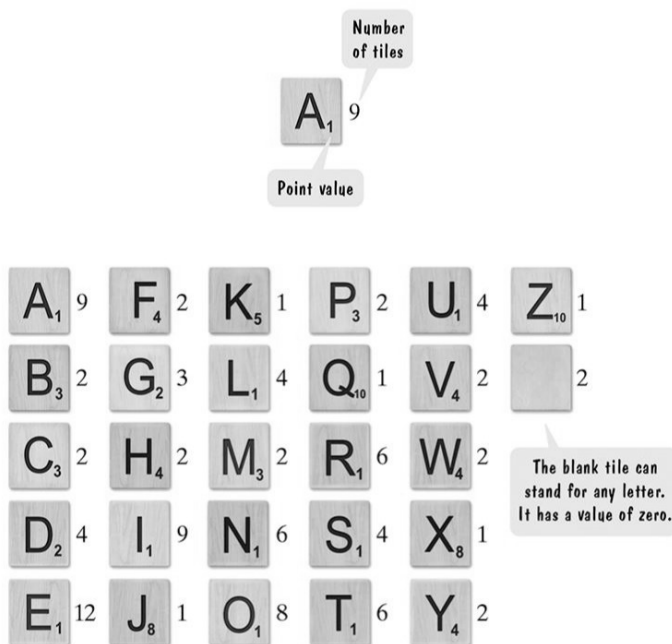 Number
of tiles
A1 9
Point value
A1 9 F4 2 K5 1 P3 2 U1 4 Z10 1
B3 2 G2 3 L1 4 Q10 1 V4 2 2
C3 2 H4 2 M3 2 R1 6 W4 2
The blank tile can
stand for any letter.
It has a value of zero.
D2 4 I1 9 N1 6 S1 4 X8 1
E1 12 J8 1 O1 8 T1 6 Y4 2